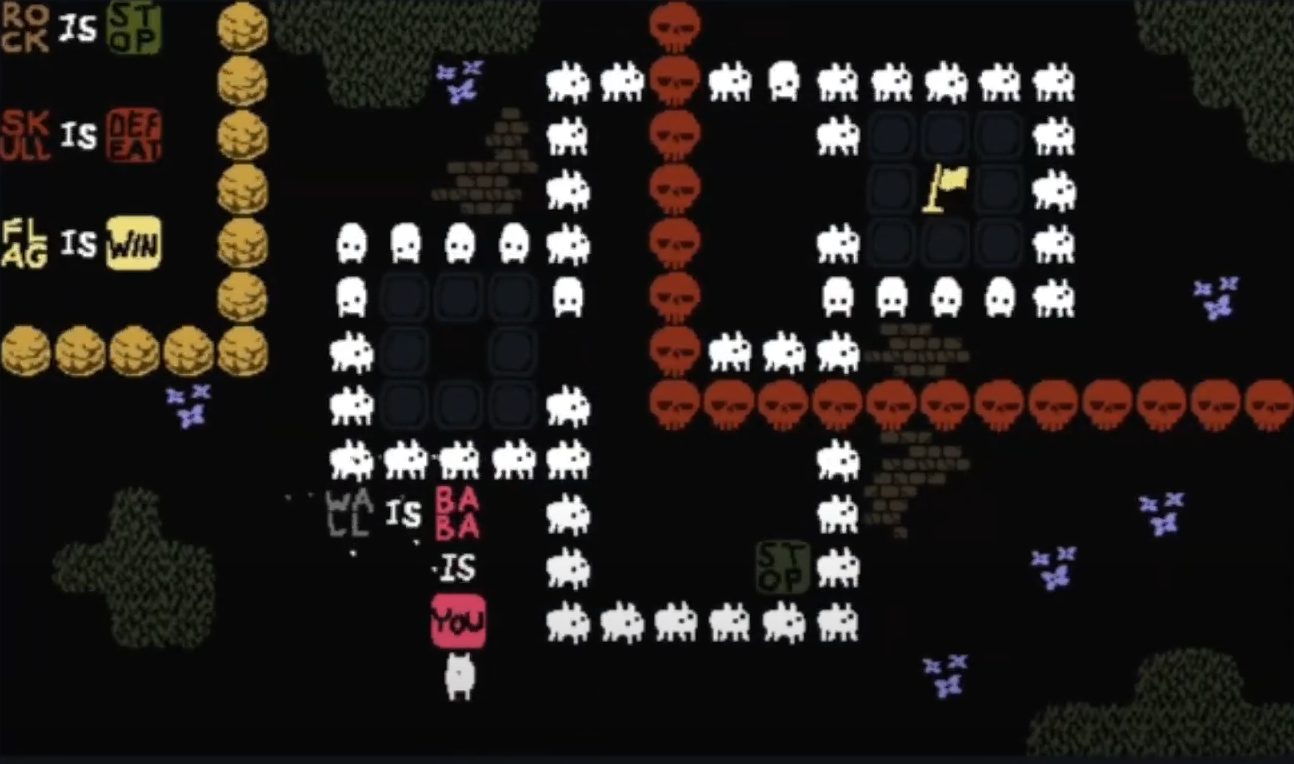 ROCK IS STOP
SKULL IS DEFEAT
FLAG IS WIN
WALL IS BABA
IS
YOU
STOP